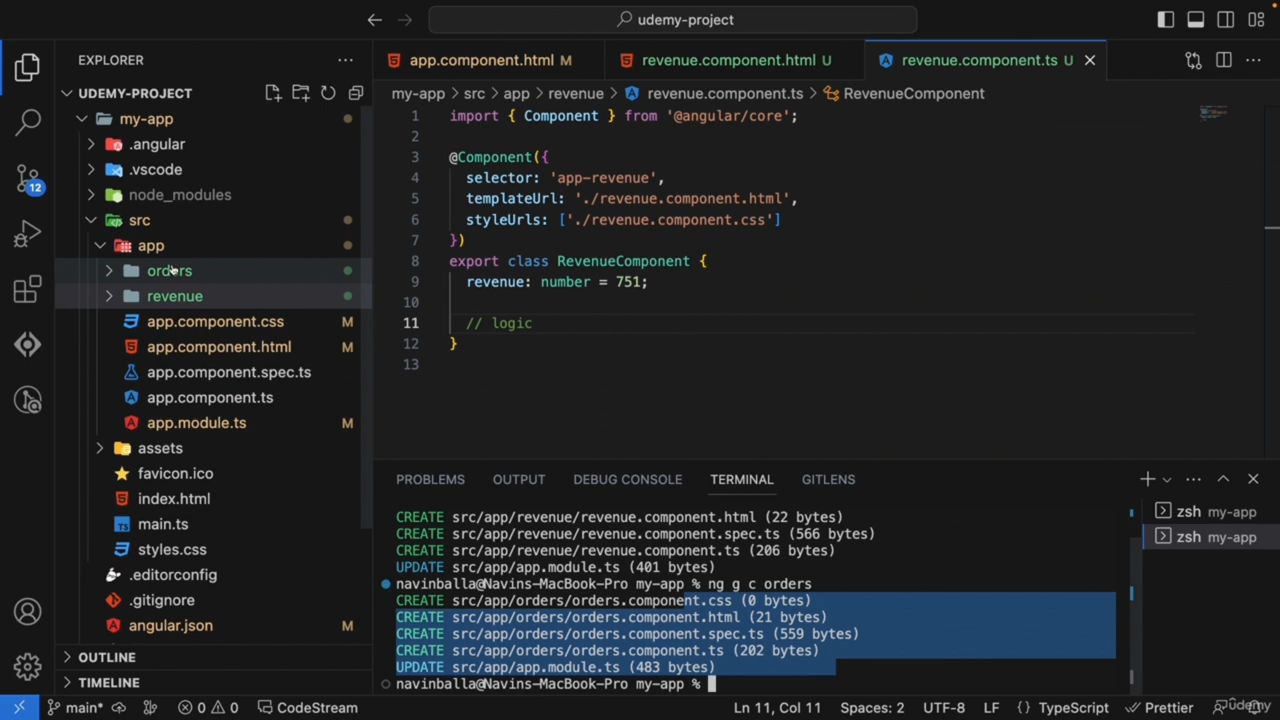 udemy-project
EXPLORER
UDEMY-PROJECT
my-app
.angular
.vscode
node_modules
src
app
orders
revenue
app.component.css M
app.component.html M
app.component.spec.ts
app.component.ts
app.module.ts M
assets
favicon.ico
index.html
main.ts
styles.css
.editorconfig
.gitignore
angular.json M
OUTLINE
TIMELINE
12
app.component.html M
revenue.component.html U
revenue.component.ts U
my-app > src > app > revenue > revenue.component.ts > RevenueComponent
1 import { Component } from '@angular/core';
2
3 @Component({
4 selector: 'app-revenue',
5 templateUrl: './revenue.component.html',
6 styleUrls: ['./revenue.component.css']
7 })
8 export class RevenueComponent {
9 revenue: number = 751;
10
11 // logic
12 }
13
PROBLEMS OUTPUT DEBUG CONSOLE TERMINAL GITLENS
CREATE src/app/revenue/revenue.component.html (22 bytes)
CREATE src/app/revenue/revenue.component.spec.ts (566 bytes)
CREATE src/app/revenue/revenue.component.ts (206 bytes)
UPDATE src/app/app.module.ts (401 bytes)
navinballa@Navins-MacBook-Pro my-app % ng g c orders
CREATE src/app/orders/orders.component.css (0 bytes)
CREATE src/app/orders/orders.component.html (21 bytes)
CREATE src/app/orders/orders.component.spec.ts (559 bytes)
CREATE src/app/orders/orders.component.ts (202 bytes)
UPDATE src/app/app.module.ts (483 bytes)
navinballa@Navins-MacBook-Pro my-app %
zsh my-app
zsh my-app
main* 0 0 CodeStream Ln 11, Col 11 Spaces: 2 UTF-8 LF {} TypeScript Prettier
Udemy